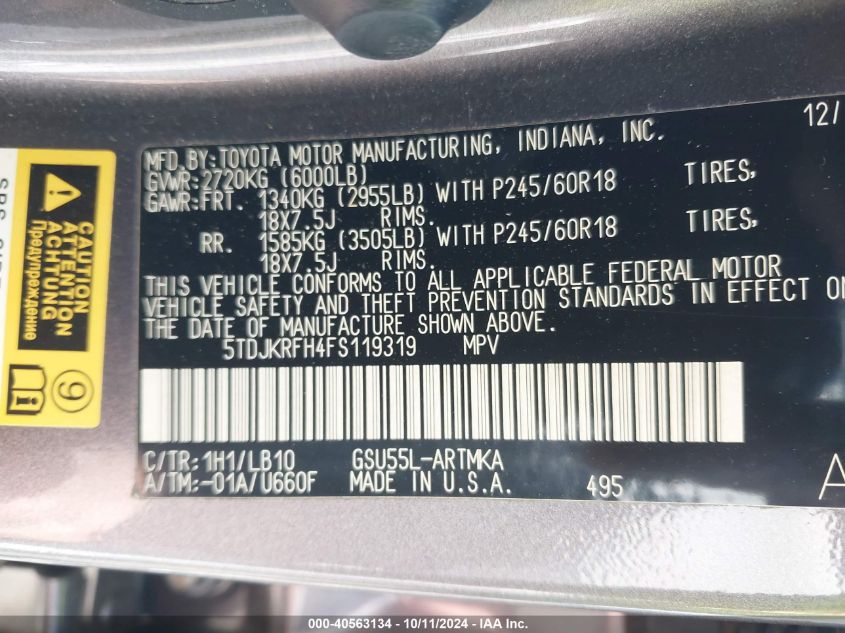 12/
MFD.BY:TOYOTA MOTOR MANUFACTURING, INDIANA, INC.
GVWR:2720KG (6000LB)
GAWR:FRT. 1340KG (2955LB) WITH P245/60R18 TIRES,
18X7.5J RIMS.
RR. 1585KG (3505LB) WITH P245/60R18 TIRES,
18X7.5J RIMS.
THIS VEHICLE CONFORMS TO ALL APPLICABLE FEDERAL MOTOR
VEHICLE SAFETY AND THEFT PREVENTION STANDARDS IN EFFECT ON
THE DATE OF MANUFACTURE SHOWN ABOVE.
5TDJKRFH4FS119319 MPV
C/TR:1H1/LB10 GSU55L-ARTMKA
A/TM:-01A/U660F MADE IN U.S.A. 495
A
CAUTION
ATTENTION
ACHTUNG
Предупреждение
9
000-40563134 - 10/11/2024 - IAA Inc.